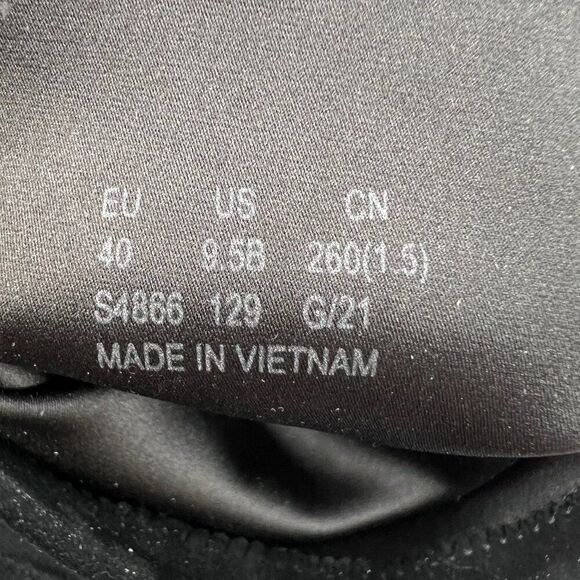 EU US CN
40 9.5B 260(1.5)
S4866 129 G/21
MADE IN VIETNAM